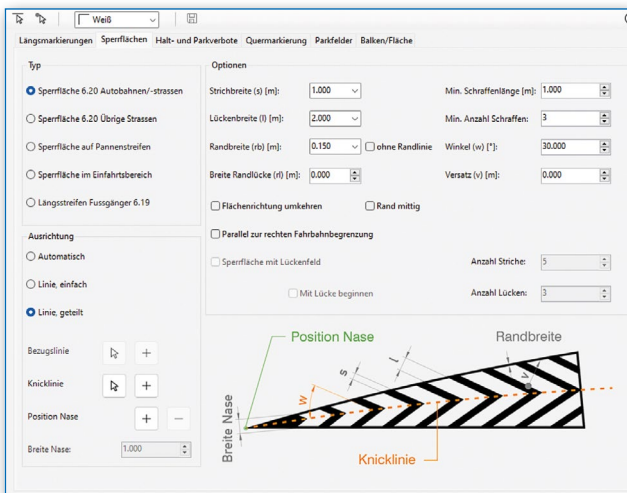 Weiß
Längsmarkierungen Sperrflächen Halt- und Parkverbote Quermarkierung Parkfelder Balken/Fläche
Typ
Sperrfläche 6.20 Autobahnen/-strassen
Sperrfläche 6.20 Übrige Strassen
Sperrfläche auf Pannenstreifen
Sperrfläche im Einfahrtsbereich
Längsstreifen Fussgänger 6.19
Ausrichtung
Automatisch
Linie, einfach
Linie, geteilt
Bezugslinie
Knicklinie
Position Nase
Breite Nase: 1.000
Optionen
Strichbreite (s) [m]: 1.000 Min. Schraffenlänge [m]: 1.000
Lückenbreite (l) [m]: 2.000 Min. Anzahl Schraffen: 3
Randbreite (rb) [m]: 0.150 ohne Randlinie Winkel (w) [°]: 30.000
Breite Randlücke (rl) [m]: 0.000 Versatz (v) [m]: 0.000
Flächenrichtung umkehren Rand mittig
Parallel zur rechten Fahrbahnbegrenzung
Sperrfläche mit Lückenfeld Anzahl Striche: 5
Mit Lücke beginnen Anzahl Lücken: 3
Position Nase Randbreite
s l v
w
Breite Nase
Knicklinie